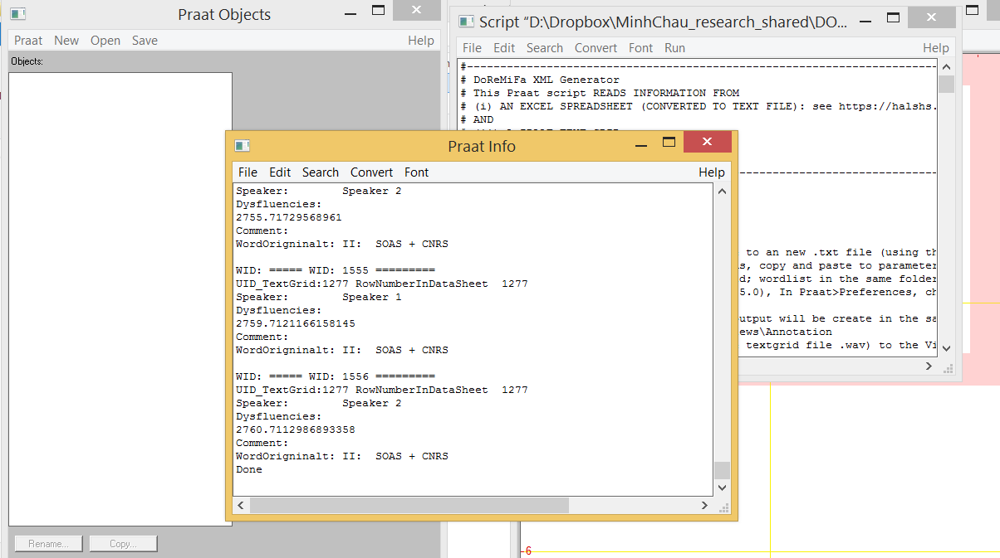 Praat Objects
Praat New Open Save Help
Objects:
Rename... Copy...
Script “D:\Dropbox\MinhChau_research_shared\DO...
File Edit Search Convert Font Run Help
#----------------------------------------------------------------------
# DoReMiFa XML Generator
# This Praat script READS INFORMATION FROM
# (i) AN EXCEL SPREADSHEET (CONVERTED TO TEXT FILE): see https://halshs.
# AND
to an new .txt file (using th
s, copy and paste to parameter
d; wordlist in the same folder
5.0), In Praat>Preferences, ch
utput will be create in the sa
ews\Annotation
textgrid file .wav) to the Vi
Praat Info
File Edit Search Convert Font Help
Speaker: Speaker 2
Dysfluencies:
2755.71729568961
Comment:
WordOrigninalt: II: SOAS + CNRS
WID: ===== WID: 1555 =========
UID_TextGrid:1277 RowNumberInDataSheet 1277
Speaker: Speaker 1
Dysfluencies:
2759.7121166158145
Comment:
WordOrigninalt: II: SOAS + CNRS
WID: ===== WID: 1556 =========
UID_TextGrid:1277 RowNumberInDataSheet 1277
Speaker: Speaker 2
Dysfluencies:
2760.7112986893358
Comment:
WordOrigninalt: II: SOAS + CNRS
Done
-6